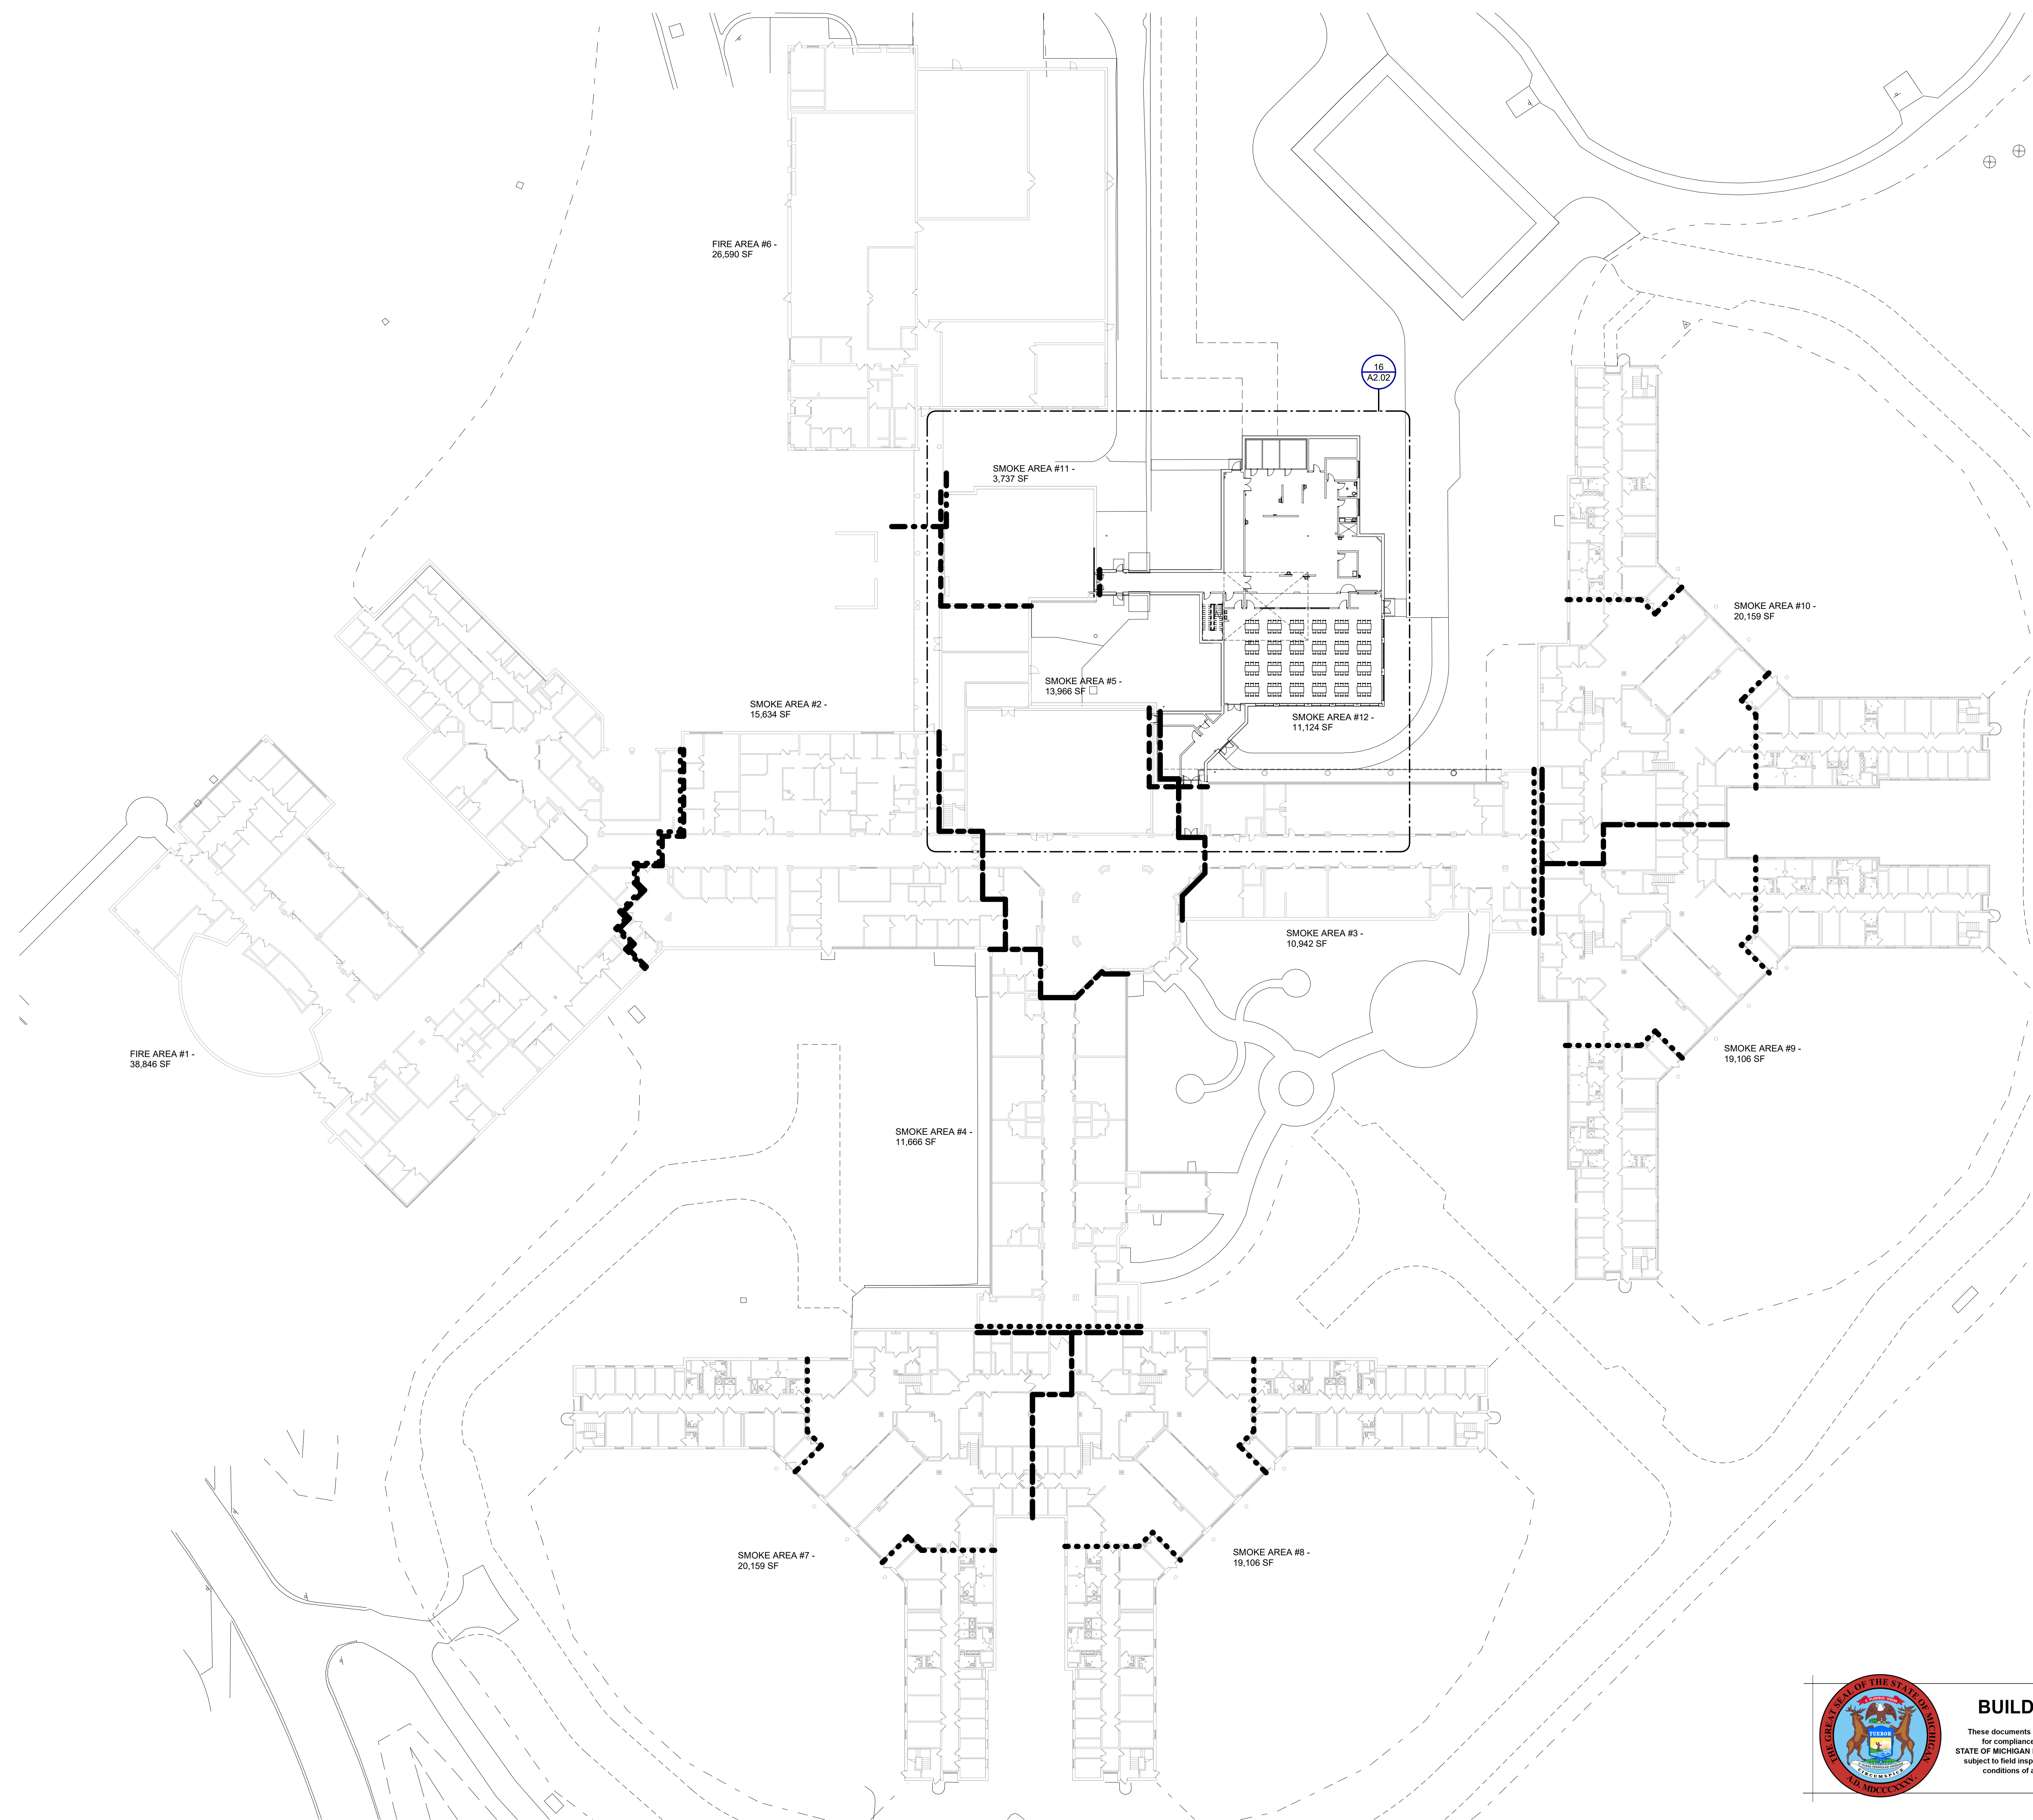 FIRE AREA #6 -
26,590 SF
16
A2.02
SMOKE AREA #11 -
3,737 SF
SMOKE AREA #10 -
20,159 SF
SMOKE AREA #5 -
13,966 SF
SMOKE AREA #2 -
15,634 SF
SMOKE AREA #12 -
11,124 SF
SMOKE AREA #3 -
10,942 SF
SMOKE AREA #9 -
19,106 SF
FIRE AREA #1 -
38,846 SF
SMOKE AREA #4 -
11,666 SF
SMOKE AREA #7 -
20,159 SF
SMOKE AREA #8 -
19,106 SF
THE GREAT SEAL OF THE STATE OF MICHIGAN
E PLURIBUS UNUM
TUEBOR
CIRCUMSPICE
A.D. MDCCCXXXV.
BUILD
These documents
for compliance
STATE OF MICHIGAN
subject to field insp
conditions of a